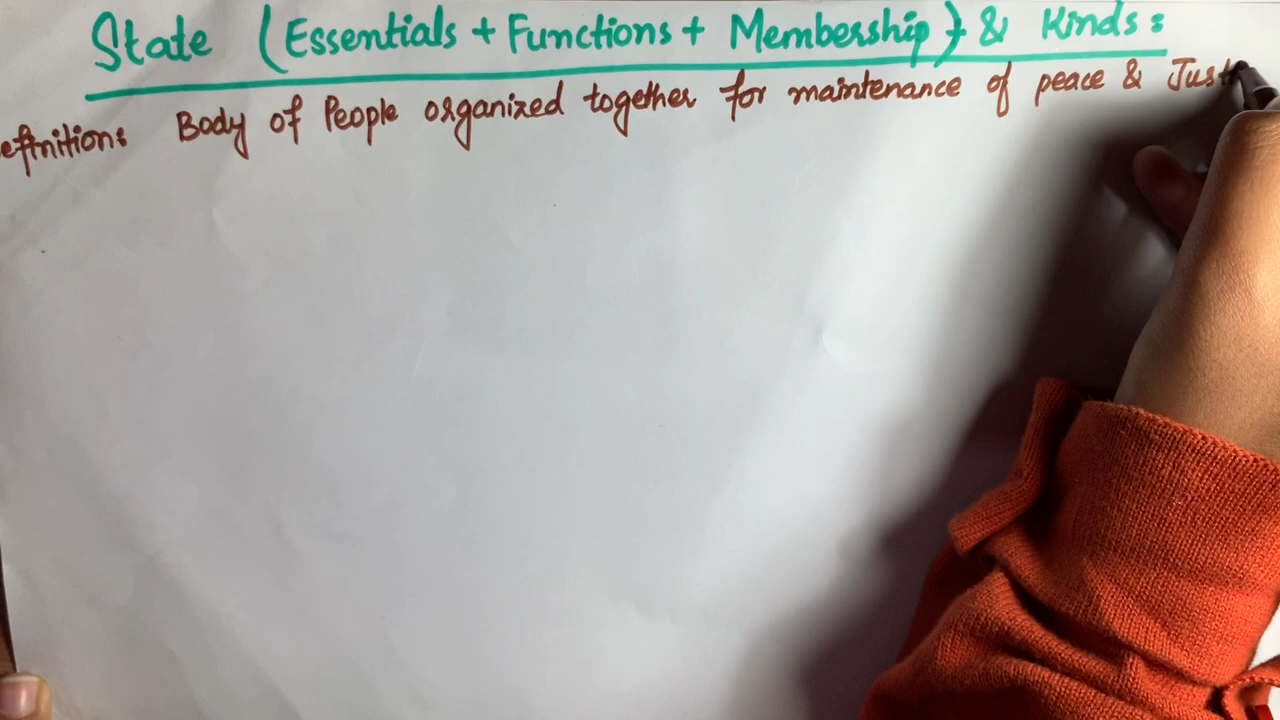 State (Essentials + Functions + Membership) & Kinds:
efinition: Body of People organized together for maintenance of peace & Just